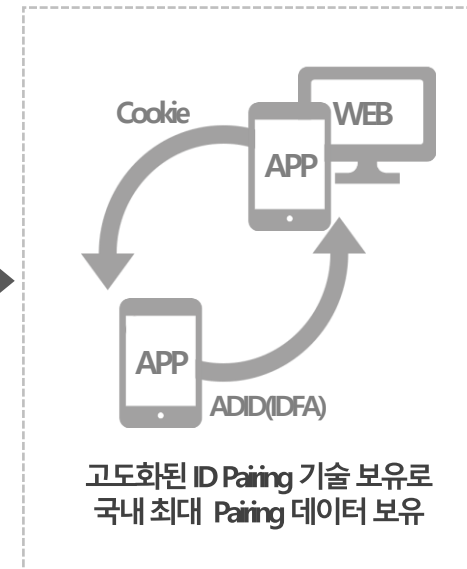 Cookie
WEB
APP
APP
ADID(IDFA)
고도화된 ID Pairing 기술 보유로
국내 최대 Pairing 데이터 보유